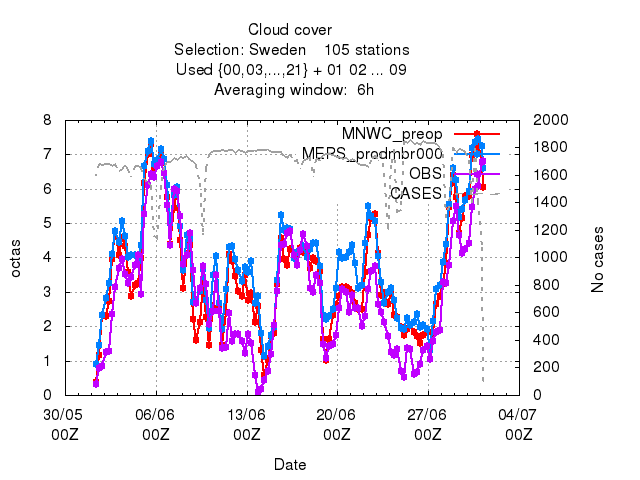 Cloud cover
Selection: Sweden    105 stations
Used {00,03,...,21} + 01 02 ... 09
Averaging window:  6h
MNWC_preop
MEPS_prodmbr000
OBS
CASES
octas
8
7
6
5
4
3
2
1
0
2000
1800
1600
1400
1200
1000
800
600
400
200
0
No cases
30/05 06/06 13/06 20/06 27/06 04/07
00Z 00Z 00Z 00Z 00Z 00Z
Date